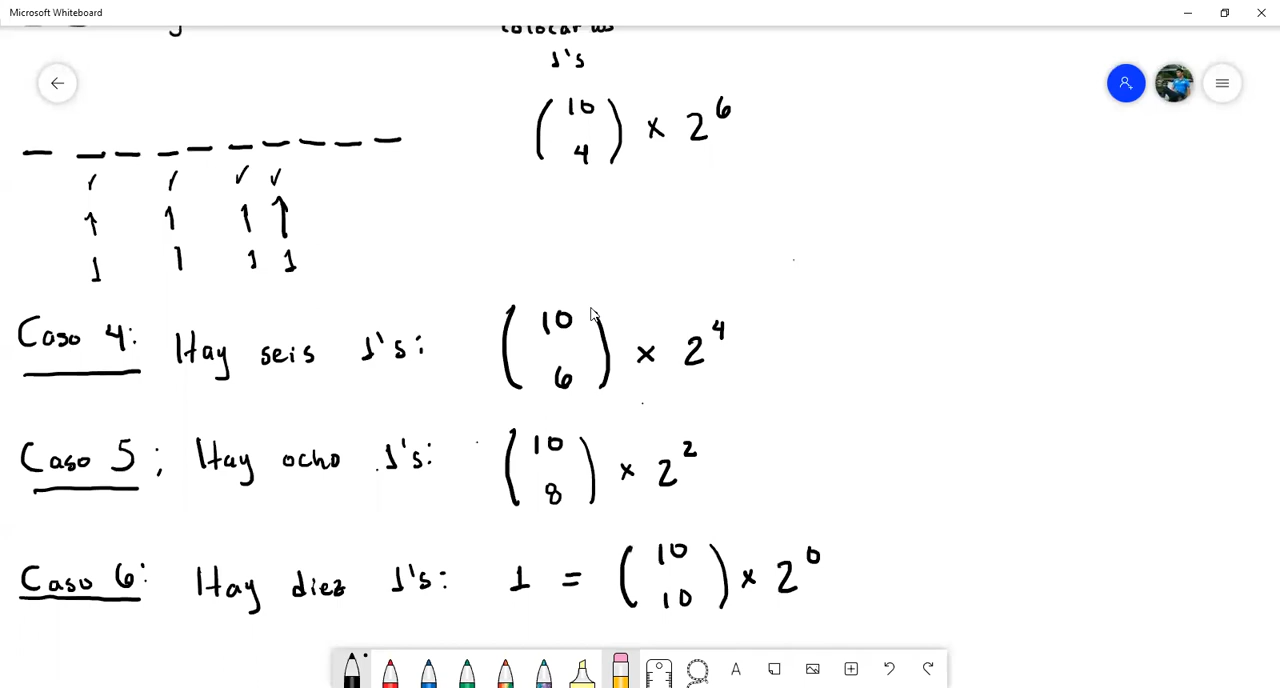 Microsoft Whiteboard
colocar los
1's
(10 4) × 2^6
1 1 1 1
Caso 4: Hay seis 1's: (10 6) × 2^4
Caso 5; Hay ocho 1's: (10 8) × 2^2
Caso 6: Hay diez 1's: 1 = (10 10) × 2^0
A